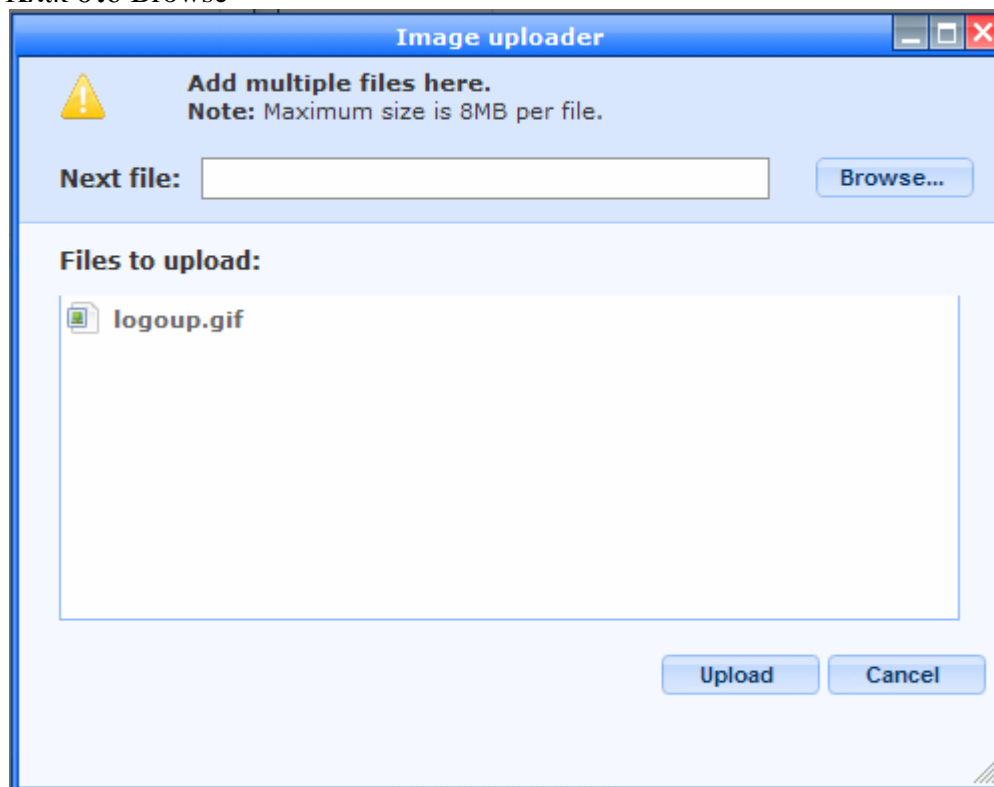 Browse
Image uploader
Add multiple files here.
Note: Maximum size is 8MB per file.
Next file:
Browse...
Files to upload:
logoup.gif
Upload
Cancel